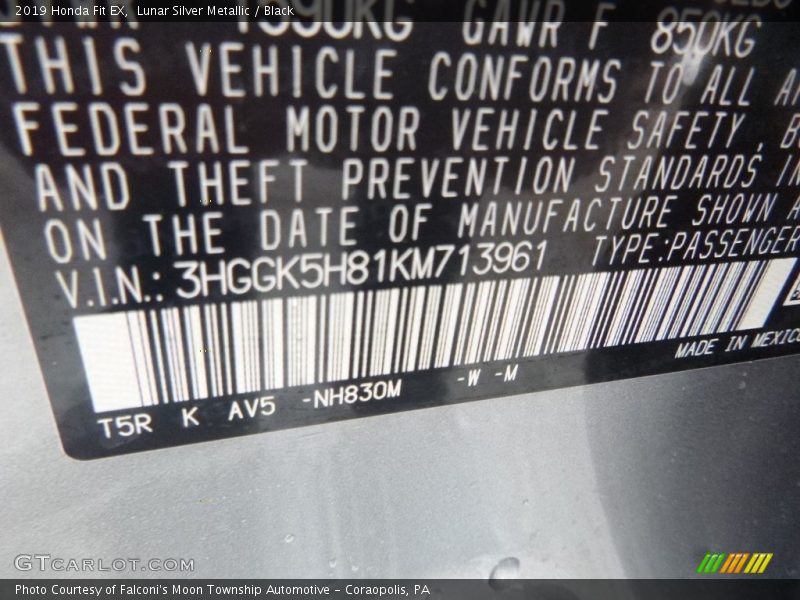 2019 Honda Fit EX, Lunar Silver Metallic / Black
GAWR F 850KG
THIS VEHICLE CONFORMS TO ALL
FEDERAL MOTOR VEHICLE SAFETY,
AND THEFT PREVENTION STANDARDS
ON THE DATE OF MANUFACTURE SHOWN
V.I.N.: 3HGGK5H81KM713961 TYPE:PASSENGER
MADE IN MEXICO
T5R K AV5 -NH830M -W -M
GTCARLOT.COM
Photo Courtesy of Falconi's Moon Township Automotive – Coraopolis, PA